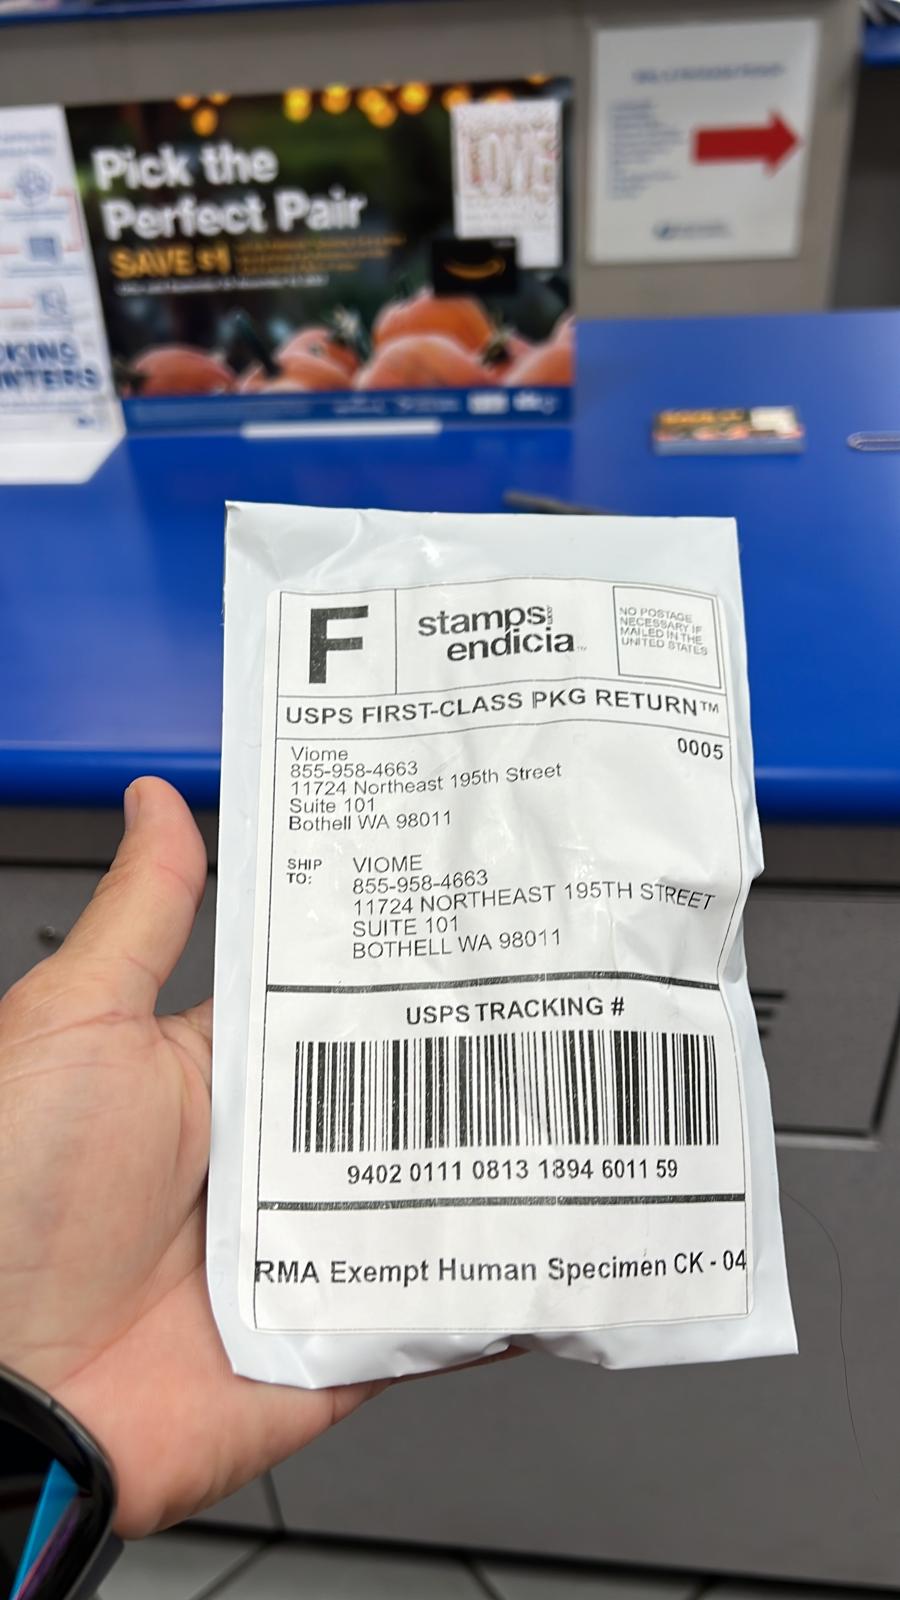 Pick the
Perfect Pair
SAVE $1
LOVE
F
stamps.com
endicia
NO POSTAGE
NECESSARY IF
MAILED IN THE
UNITED STATES
USPS FIRST-CLASS PKG RETURN™
0005
Viome
855-958-4663
11724 Northeast 195th Street
Suite 101
Bothell WA 98011
SHIP
TO:
VIOME
855-958-4663
11724 NORTHEAST 195TH STREET
SUITE 101
BOTHELL WA 98011
USPS TRACKING #
9402 0111 0813 1894 6011 59
RMA Exempt Human Specimen CK - 04